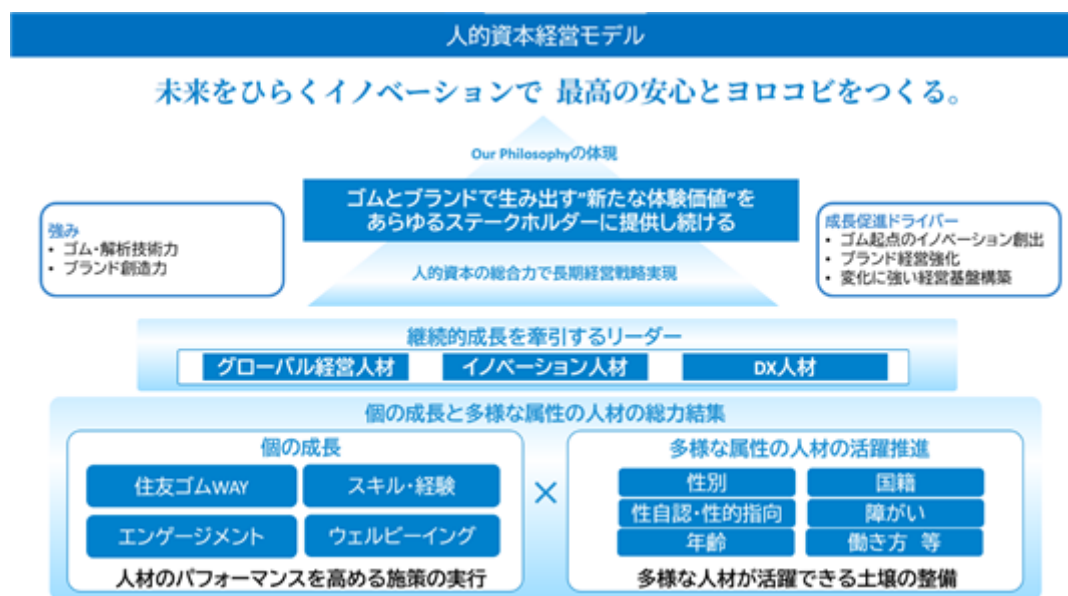 人的資本経営モデル
未来をひらくイノベーションで 最高の安心とヨロコビをつくる。
Our Philosophyの体現
ゴムとブランドで生み出す"新たな体験価値"を
あらゆるステークホルダーに提供し続ける
強み
• ゴム・解析技術力
• ブランド創造力
成長促進ドライバー
• ゴム起点のイノベーション創出
• ブランド経営強化
• 変化に強い経営基盤構築
人的資本の総合力で長期経営戦略実現
継続的成長を牽引するリーダー
グローバル経営人材 イノベーション人材 DX人材
個の成長と多様な属性の人材の総力結集
個の成長
住友ゴムWAY スキル・経験
エンゲージメント ウェルビーイング
人材のパフォーマンスを高める施策の実行
×
多様な属性の人材の活躍推進
性別 国籍
性自認・性的指向 障がい
年齢 働き方 等
多様な人材が活躍できる土壌の整備